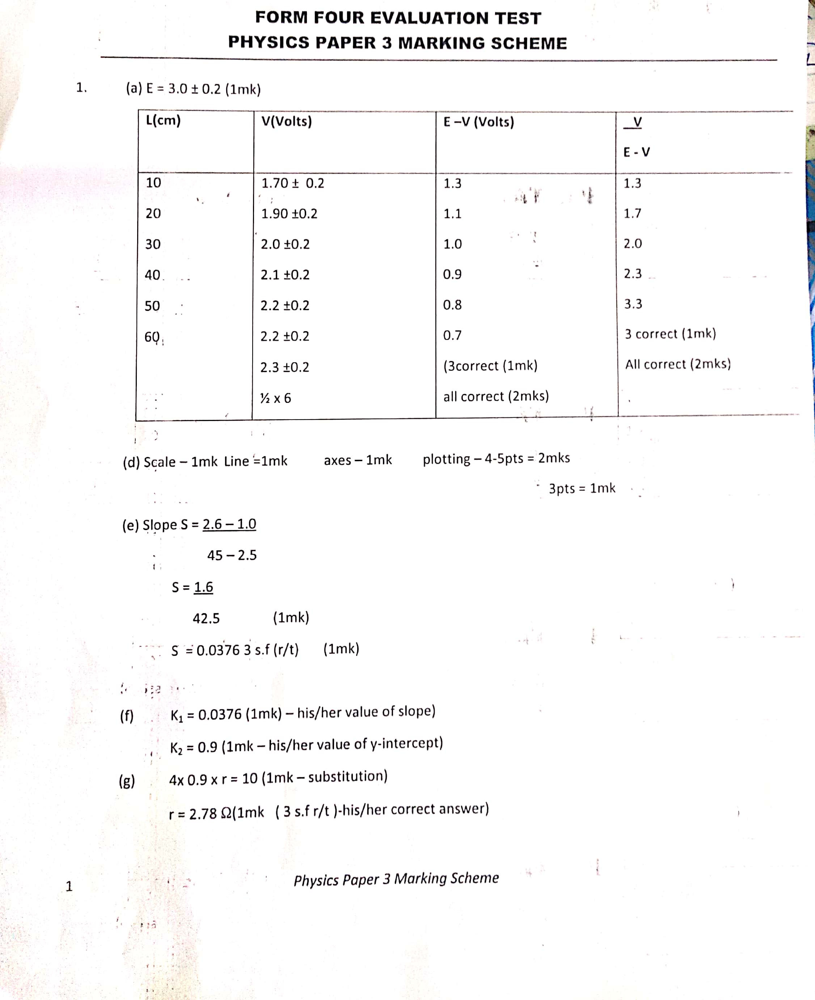 FORM FOUR EVALUATION TEST
PHYSICS PAPER 3 MARKING SCHEME
1. (a) E = 3.0 ± 0.2 (1mk)
L(cm) V(Volts) E –V (Volts) V
E - V
10 1.70 ± 0.2 1.3 1.3
20 1.90 ±0.2 1.1 1.7
30 2.0 ±0.2 1.0 2.0
40 2.1 ±0.2 0.9 2.3
50 2.2 ±0.2 0.8 3.3
60 2.2 ±0.2 0.7 3 correct (1mk)
2.3 ±0.2 (3correct (1mk) All correct (2mks)
½ x 6 all correct (2mks)
(d) Scale – 1mk Line =1mk axes – 1mk plotting – 4-5pts = 2mks
3pts = 1mk
(e) Slope S = 2.6 – 1.0
45 – 2.5
S = 1.6
42.5 (1mk)
S = 0.0376 3 s.f (r/t) (1mk)
(f) K₁ = 0.0376 (1mk) – his/her value of slope)
K₂ = 0.9 (1mk – his/her value of y-intercept)
(g) 4x 0.9 x r = 10 (1mk – substitution)
r = 2.78 Ω(1mk ( 3 s.f r/t )-his/her correct answer)
1 Physics Paper 3 Marking Scheme